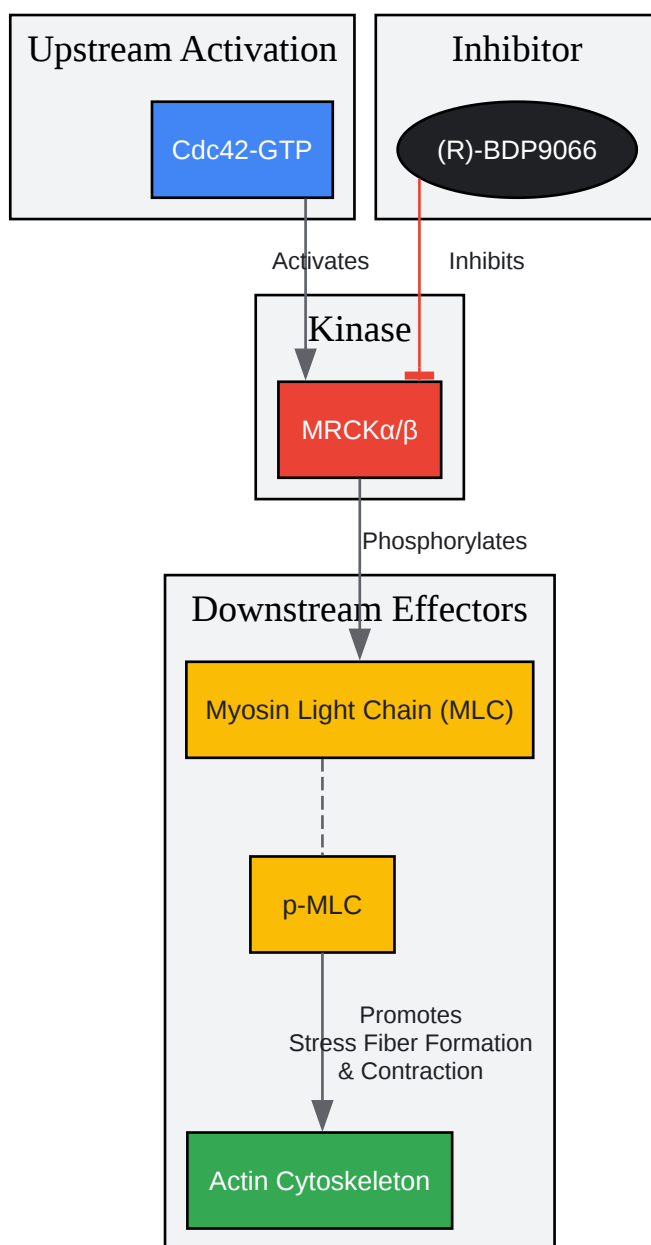 Upstream Activation
Inhibitor
Cdc42-GTP
(R)-BDP9066
Activates
Inhibits
Kinase
MRCKα/β
Phosphorylates
Downstream Effectors
Myosin Light Chain (MLC)
p-MLC
Promotes
Stress Fiber Formation
& Contraction
Actin Cytoskeleton